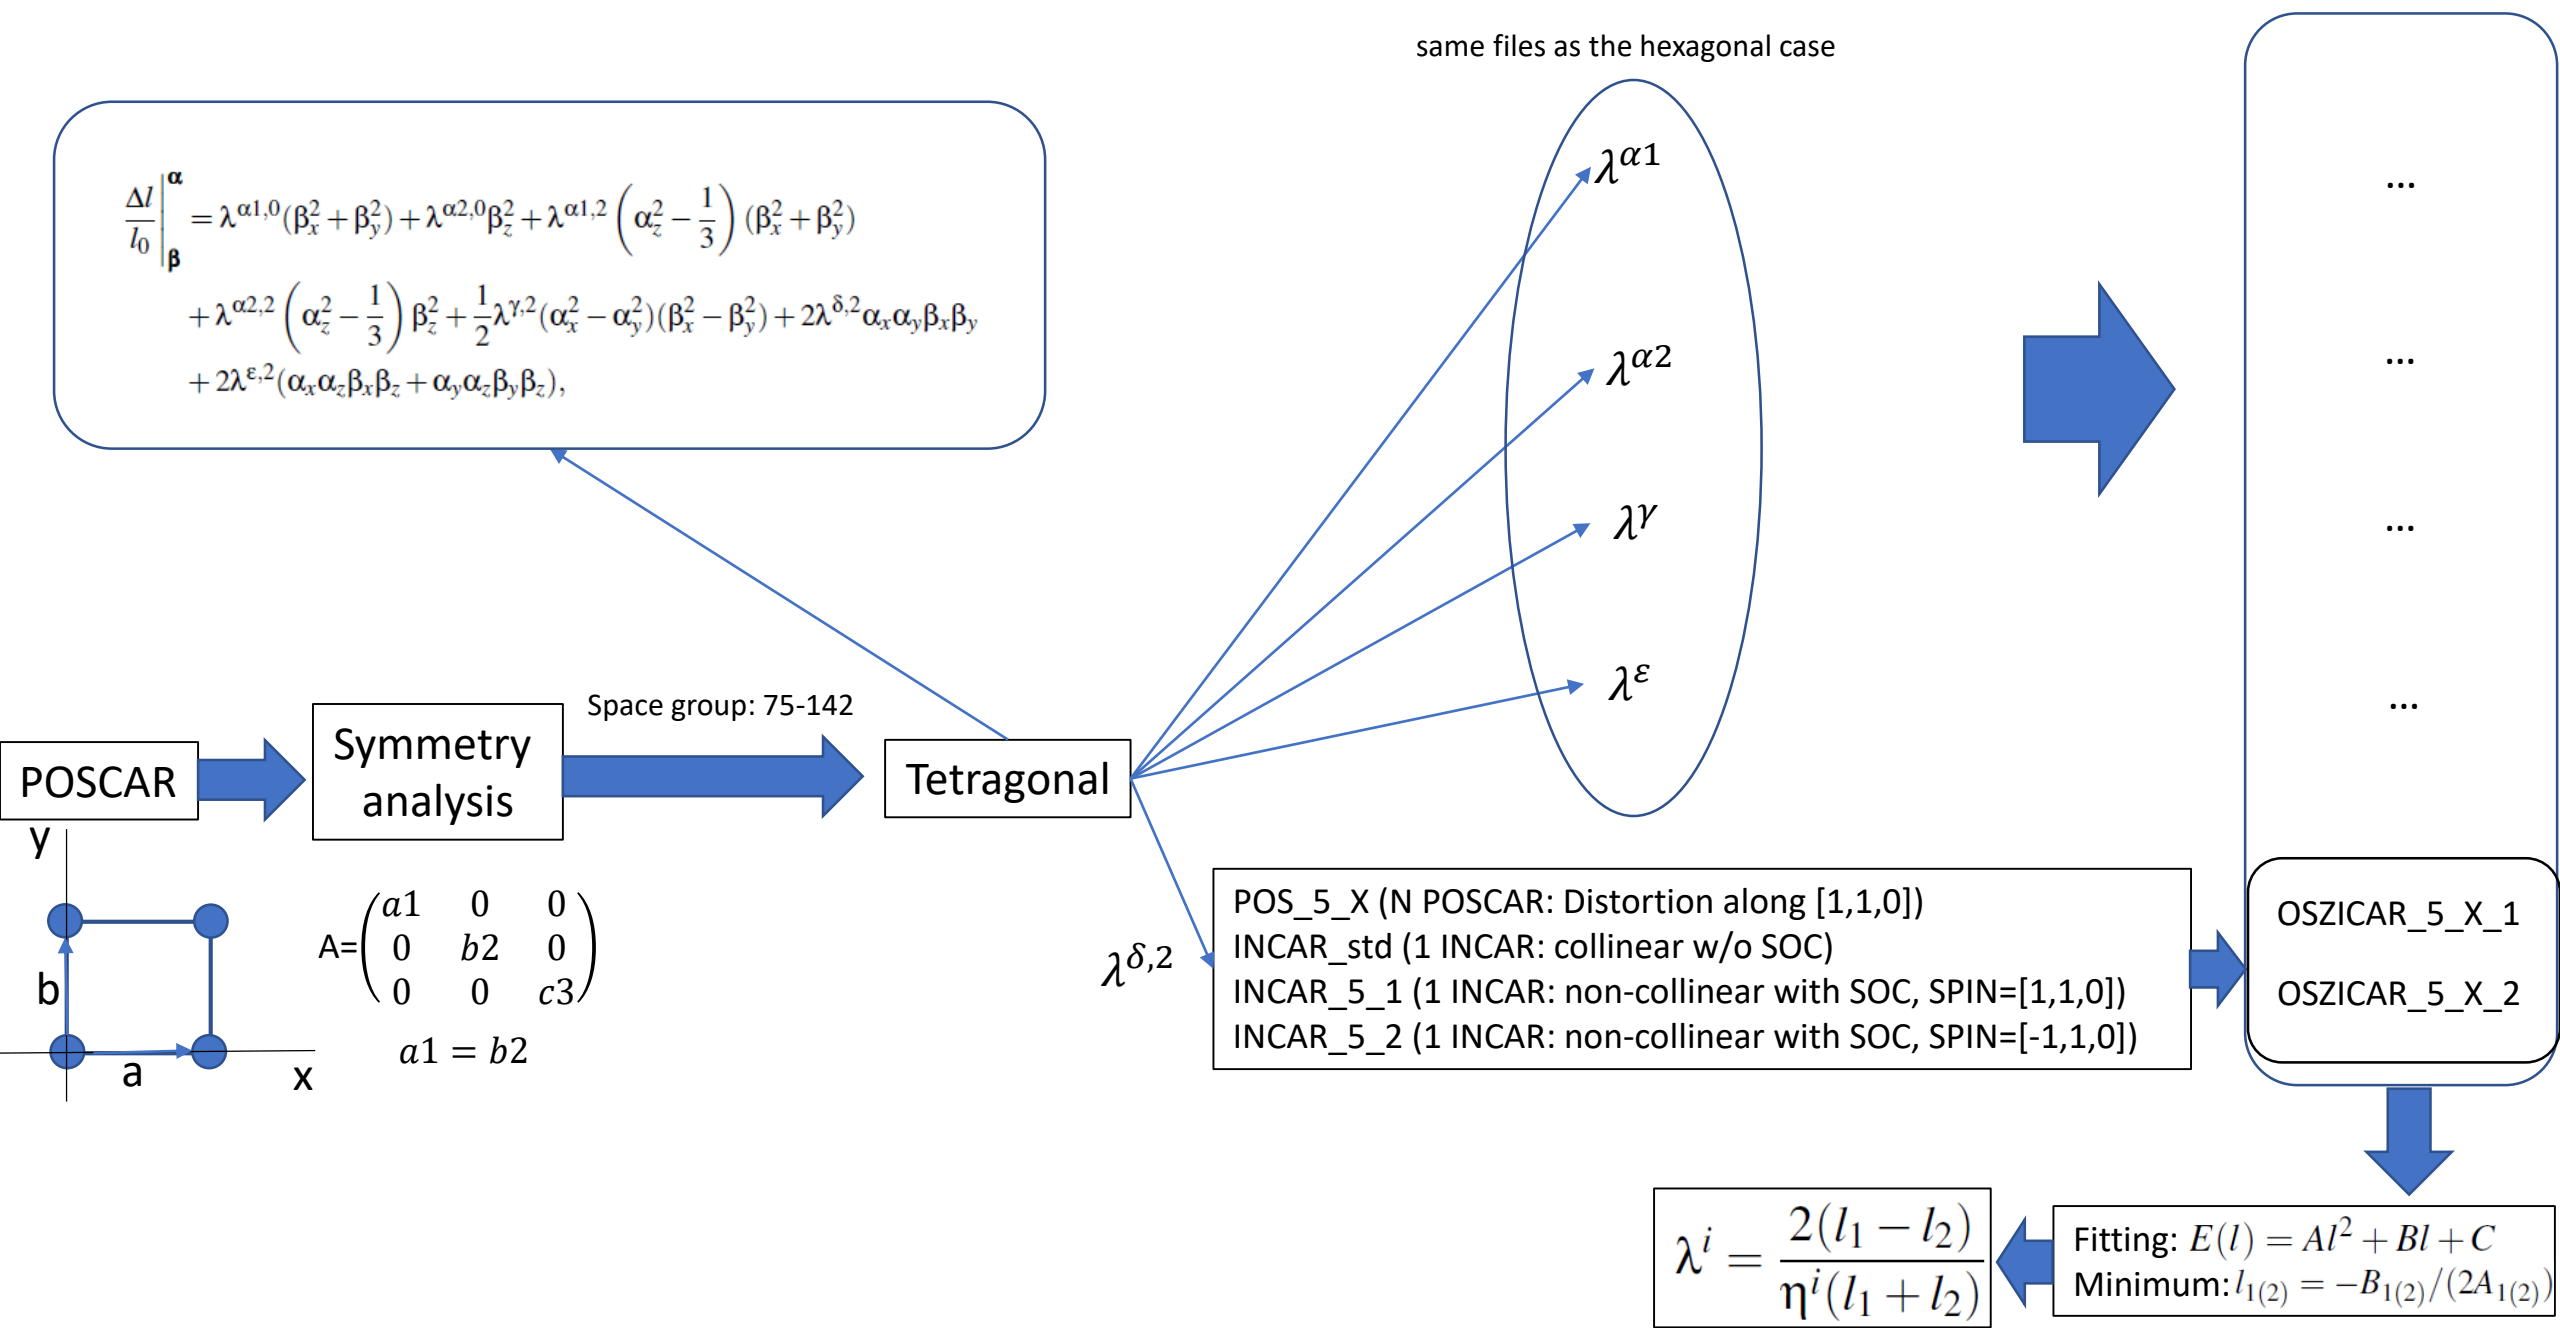 same files as the hexagonal case
Δl/l₀|^α_β = λ^{α1,0}(β_x² + β_y²) + λ^{α2,0}β_z² + λ^{α1,2}(α_z² − 1/3)(β_x² + β_y²)
+ λ^{α2,2}(α_z² − 1/3)β_z² + 1/2 λ^{γ,2}(α_x² − α_y²)(β_x² − β_y²) + 2λ^{δ,2}α_xα_yβ_xβ_y
+ 2λ^{ε,2}(α_xα_zβ_xβ_z + α_yα_zβ_yβ_z),
λ^{α1}
...
λ^{α2}
...
λ^γ
...
λ^ε
...
POSCAR
Symmetry
analysis
Space group: 75-142
Tetragonal
y
b
a
x
A=
a1 0 0
0 b2 0
0 0 c3
a1 = b2
λ^{δ,2}
POS_5_X (N POSCAR: Distortion along [1,1,0])
INCAR_std (1 INCAR: collinear w/o SOC)
INCAR_5_1 (1 INCAR: non-collinear with SOC, SPIN=[1,1,0])
INCAR_5_2 (1 INCAR: non-collinear with SOC, SPIN=[-1,1,0])
OSZICAR_5_X_1
OSZICAR_5_X_2
Fitting: E(l) = Al² + Bl + C
Minimum: l_{1(2)} = −B_{1(2)}/(2A_{1(2)})
λ^i = 2(l₁ − l₂)/η^i(l₁ + l₂)